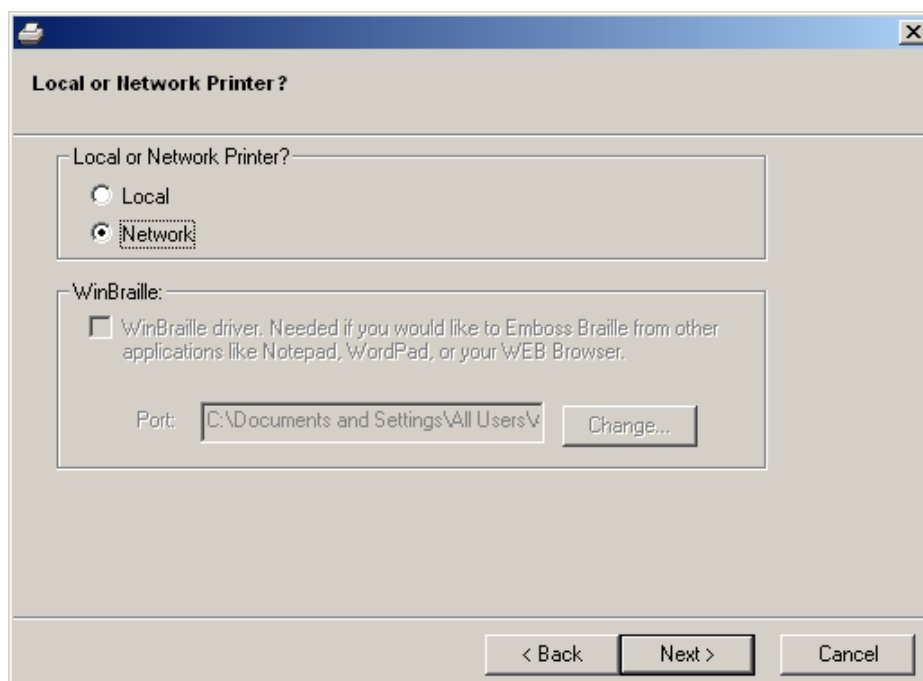 Local or Network Printer?
Local or Network Printer?
Local
Network
WinBraille:
WinBraille driver. Needed if you would like to Emboss Braille from other
applications like Notepad, WordPad, or your WEB Browser.
Port: C:\Documents and Settings\All Users\ Change...
< Back Next > Cancel